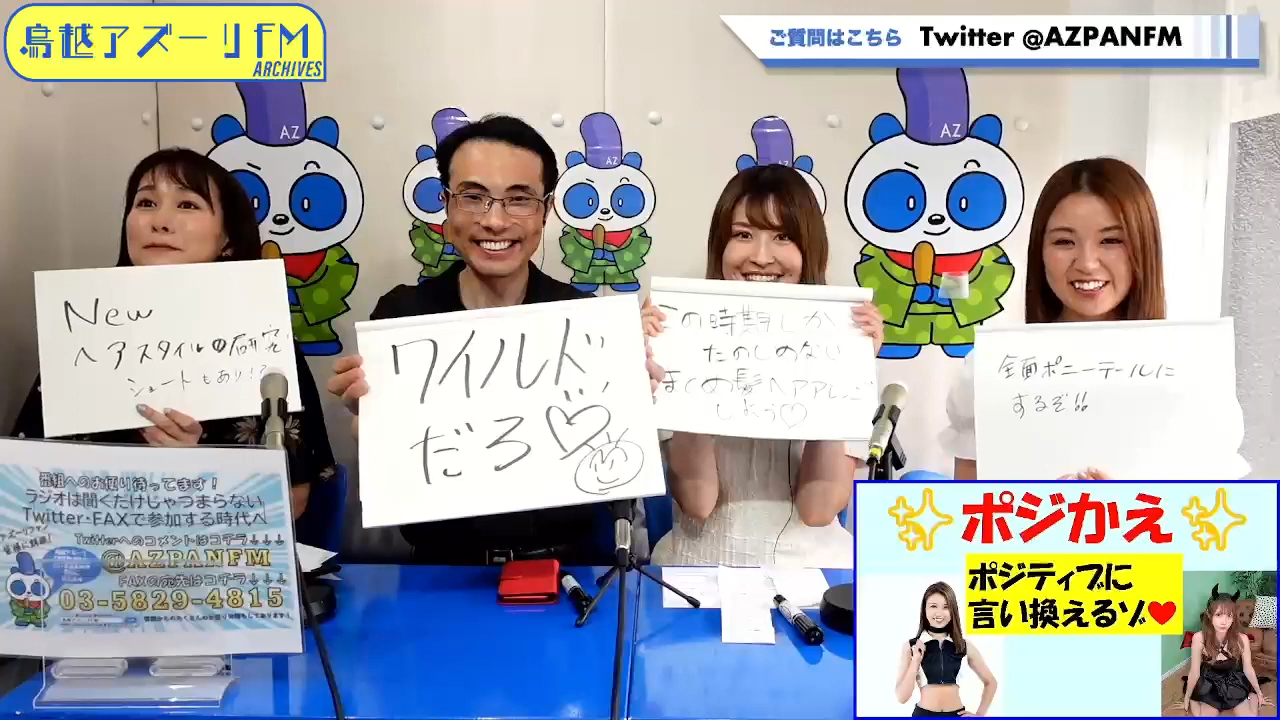 鳥越アズーリFM
ARCHIVES
ご質問はこちら Twitter @AZPANFM
AZ
AZ
AZ
New
ヘアスタイルの研究
ショートもあり!?
ワイルド
だろ♡
この時期しか
たのしめない
ぼくの髪ヘアアレンジ
しよう♡
全面ポニーテールに
するぞ!!
番組へのお便り待ってます!
ラジオは聞くだけじゃつまらない
Twitter・FAXで参加する時代へ
Twitterへのコメントはコチラ↓↓↓
@AZPANFM
FAXの宛先はコチラ↓↓↓
03-5829-4815
ポジかえ
ポジティブに
言い換えるゾ♥